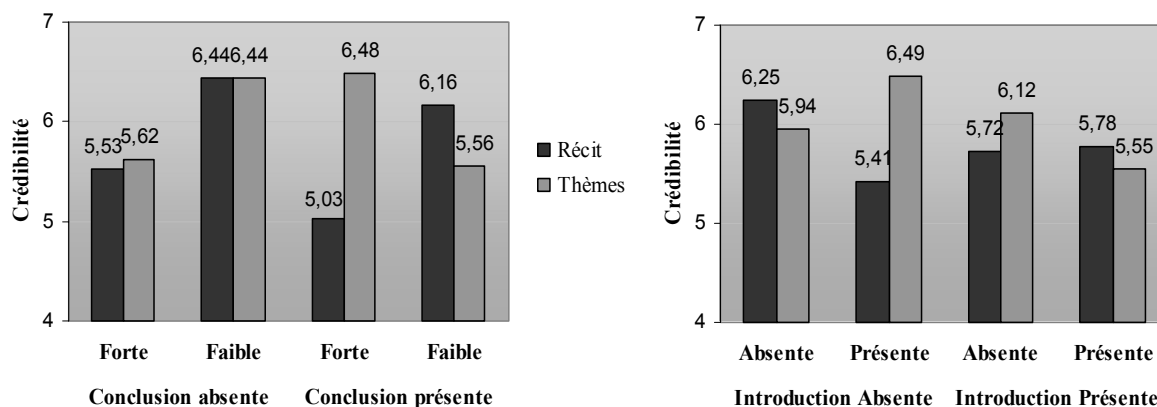 7
6
5
4
Crédibilité
5,53
5,62
6,44
6,44
5,03
6,48
6,16
5,56
Forte
Faible
Forte
Faible
Conclusion absente
Conclusion présente
Récit
Thèmes
7
6
5
4
Crédibilité
6,25
5,94
5,41
6,49
5,72
6,12
5,78
5,55
Absente
Présente
Absente
Présente
Introduction Absente
Introduction Présente